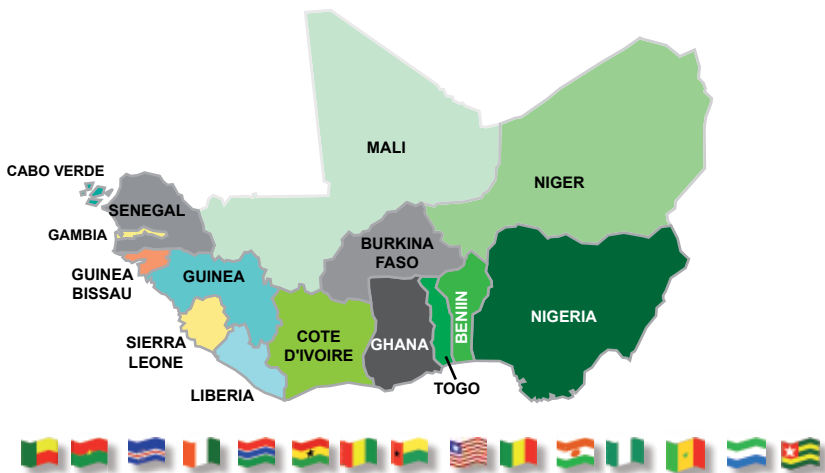 MALI
CABO VERDE
NIGER
SENEGAL
GAMBIA
BURKINA
FASO
GUINEA
BISSAU
GUINEA
SIERRA
LEONE
LIBERIA
COTE
D'IVOIRE
GHANA
TOGO
BENIIN
NIGERIA